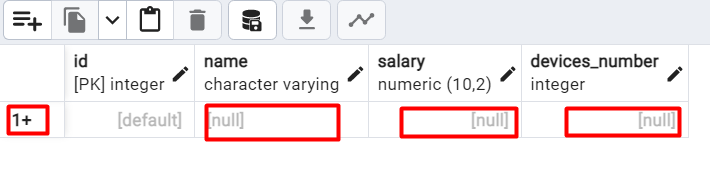 id name salary devices_number
[PK] integer character varying numeric (10,2) integer
1+ [default] [null] [null] [null]